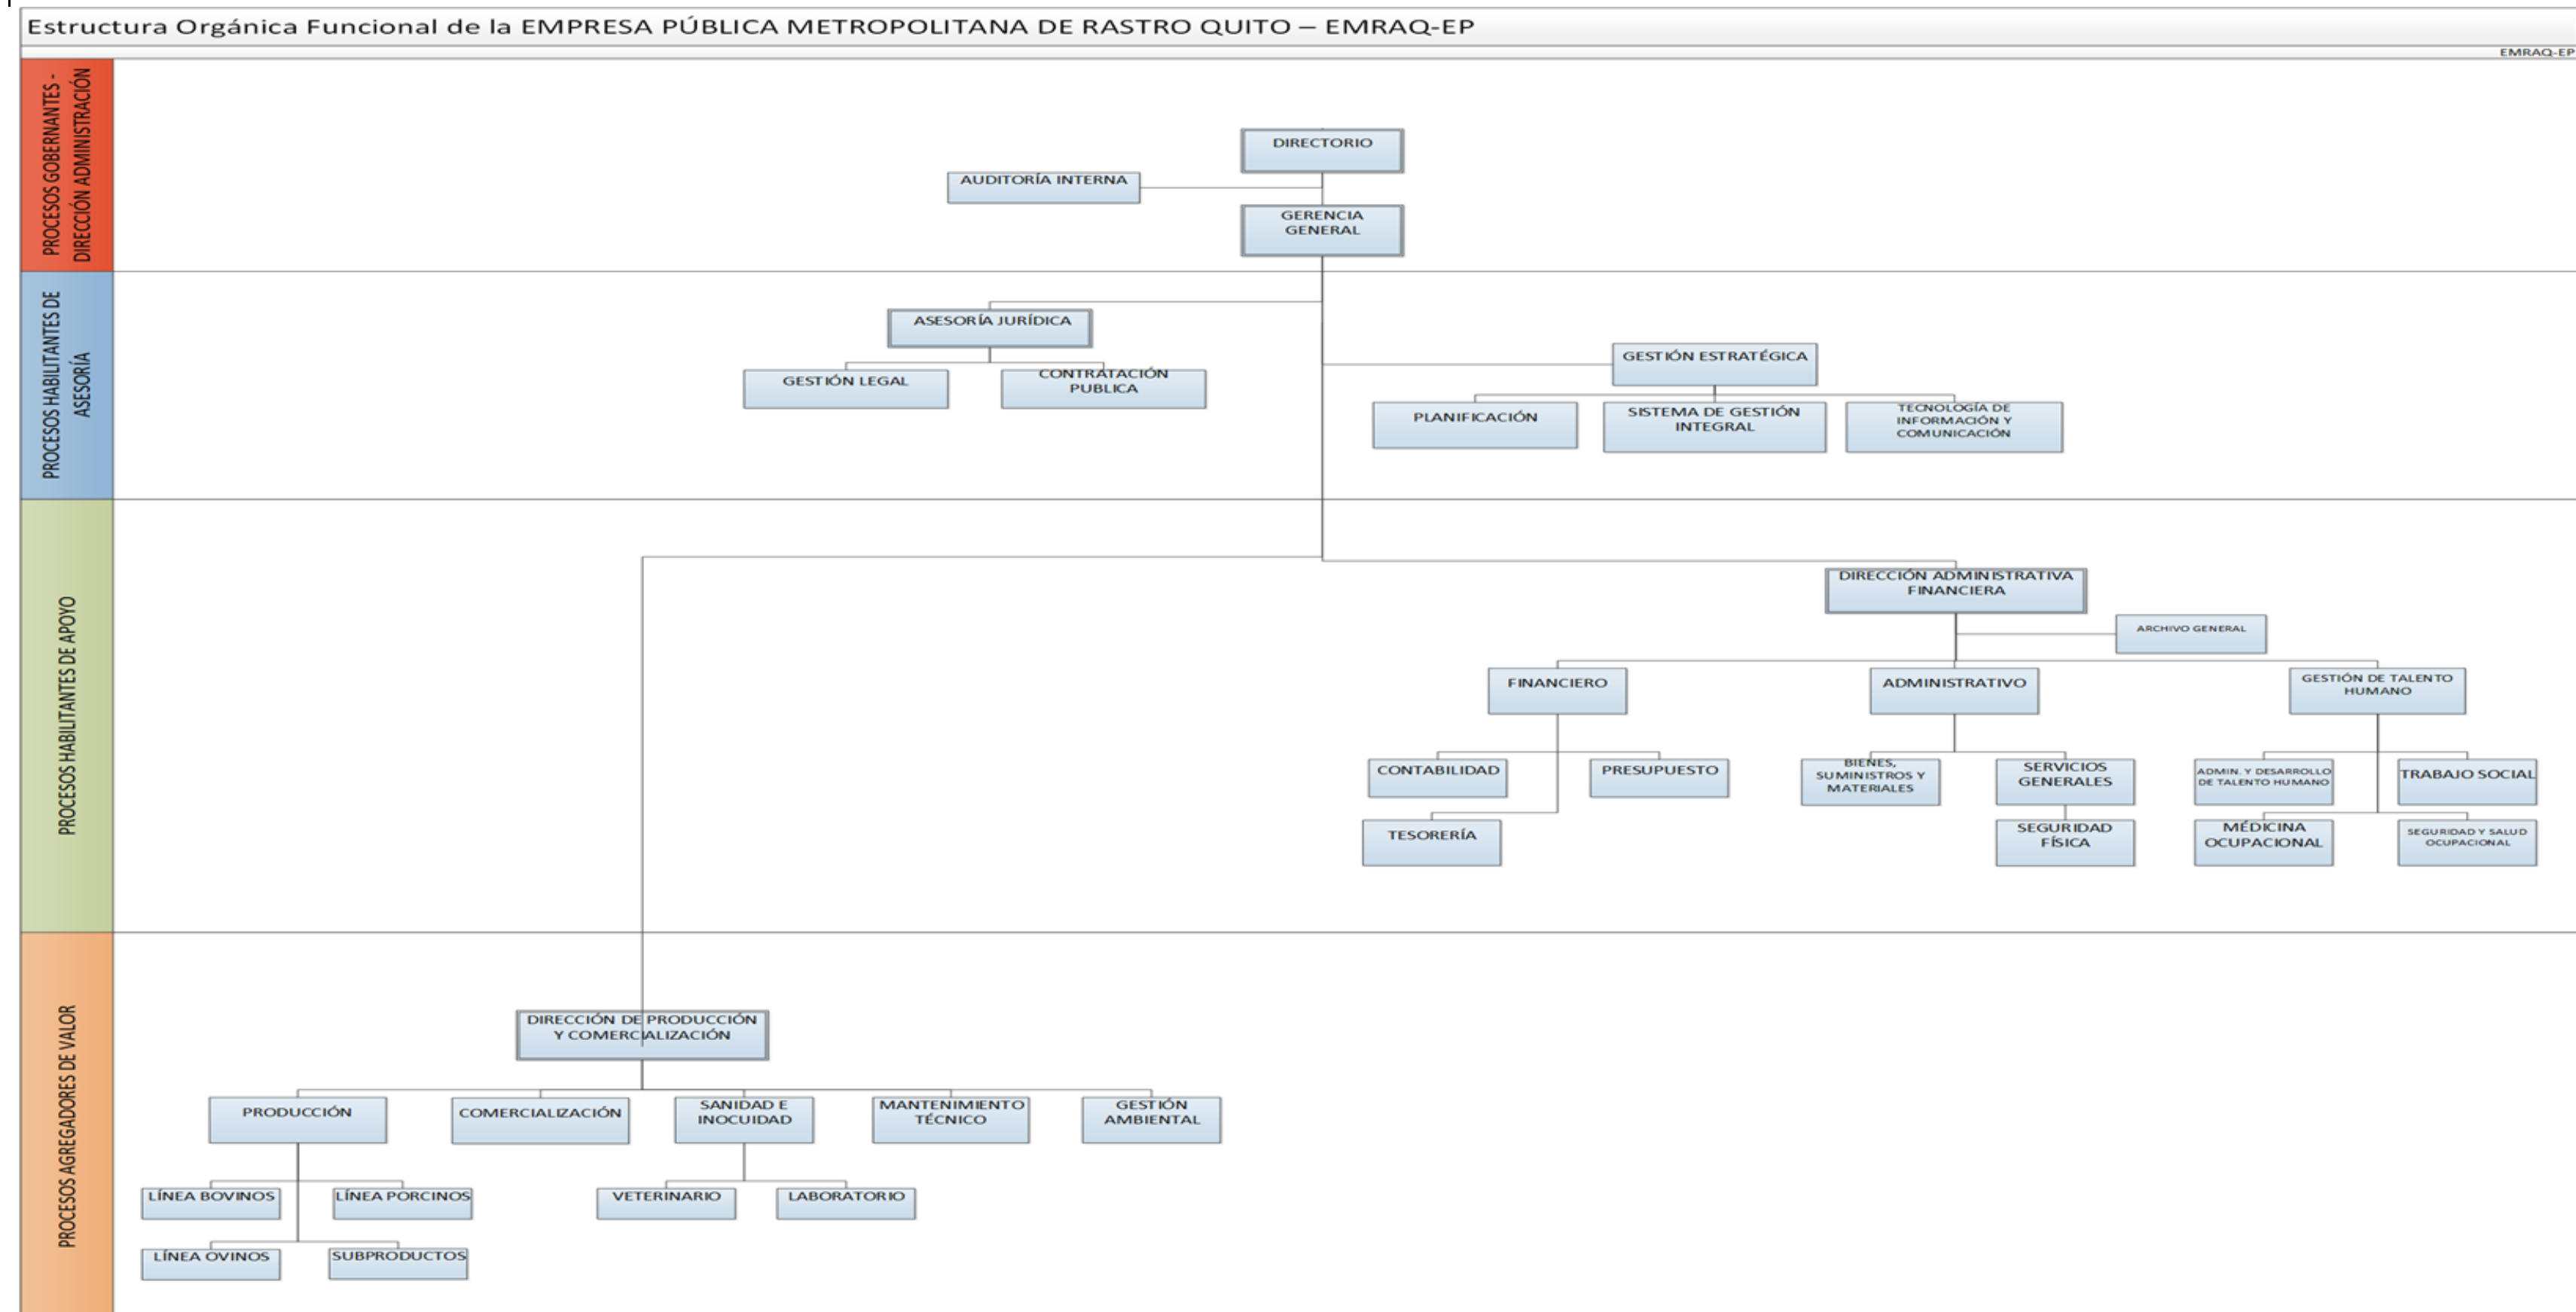 Estructura Orgánica Funcional de la EMPRESA PÚBLICA METROPOLITANA DE RASTRO QUITO – EMRAQ-EP
EMRAQ-EP
PROCESOS GOBERNANTES -
DIRECCIÓN ADMINISTRACIÓN
DIRECTORIO
AUDITORÍA INTERNA
GERENCIA
GENERAL
PROCESOS HABILITANTES DE
ASESORÍA
ASESORÍA JURÍDICA
GESTIÓN LEGAL
CONTRATACIÓN
PUBLICA
GESTIÓN ESTRATÉGICA
PLANIFICACIÓN
SISTEMA DE GESTIÓN
INTEGRAL
TECNOLOGÍA DE
INFORMACIÓN Y
COMUNICACIÓN
PROCESOS HABILITANTES DE APOYO
DIRECCIÓN ADMINISTRATIVA
FINANCIERA
ARCHIVO GENERAL
FINANCIERO
ADMINISTRATIVO
GESTIÓN DE TALENTO
HUMANO
CONTABILIDAD
PRESUPUESTO
BIENES,
SUMINISTROS Y
MATERIALES
SERVICIOS
GENERALES
ADMIN. Y DESARROLLO
DE TALENTO HUMANO
TRABAJO SOCIAL
TESORERÍA
SEGURIDAD
FÍSICA
MÉDICINA
OCUPACIONAL
SEGURIDAD Y SALUD
OCUPACIONAL
PROCESOS AGREGADORES DE VALOR
DIRECCIÓN DE PRODUCCIÓN
Y COMERCIALIZACIÓN
PRODUCCIÓN
COMERCIALIZACIÓN
SANIDAD E
INOCUIDAD
MANTENIMIENTO
TÉCNICO
GESTIÓN
AMBIENTAL
LÍNEA BOVINOS
LÍNEA PORCINOS
VETERINARIO
LABORATORIO
LÍNEA OVINOS
SUBPRODUCTOS